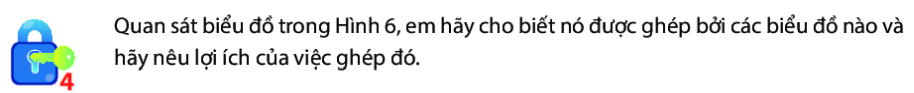 Quan sát biểu đồ trong Hình 6, em hãy cho biết nó được ghép bởi các biểu đồ nào và
hãy nêu lợi ích của việc ghép đó.
4